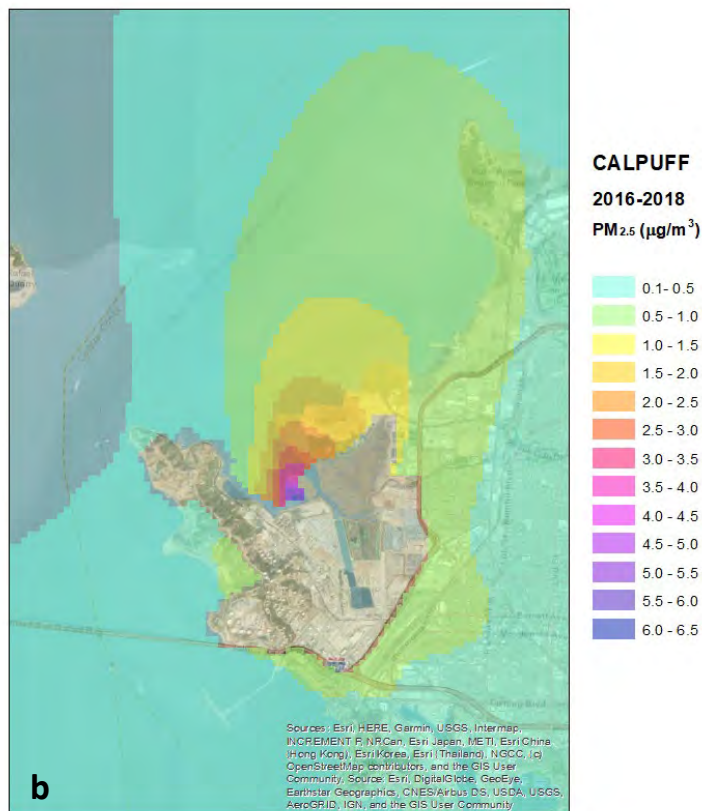 CALPUFF
2016-2018
PM2.5 (µg/m³)
0.1- 0.5
0.5 - 1.0
1.0 - 1.5
1.5 - 2.0
2.0 - 2.5
2.5 - 3.0
3.0 - 3.5
3.5 - 4.0
4.0 - 4.5
4.5 - 5.0
5.0 - 5.5
5.5 - 6.0
6.0 - 6.5
Sources: Esri, HERE, Garmin, USGS, Intermap,
INCREMENT P, NRCan, Esri Japan, METI, Esri China
(Hong Kong), Esri Korea, Esri (Thailand), NGCC, (c)
OpenStreetMap contributors, and the GIS User
Community, Source: Esri, DigitalGlobe, GeoEye,
Earthstar Geographics, CNES/Airbus DS, USDA, USGS,
AeroGRID, IGN, and the GIS User Community
b